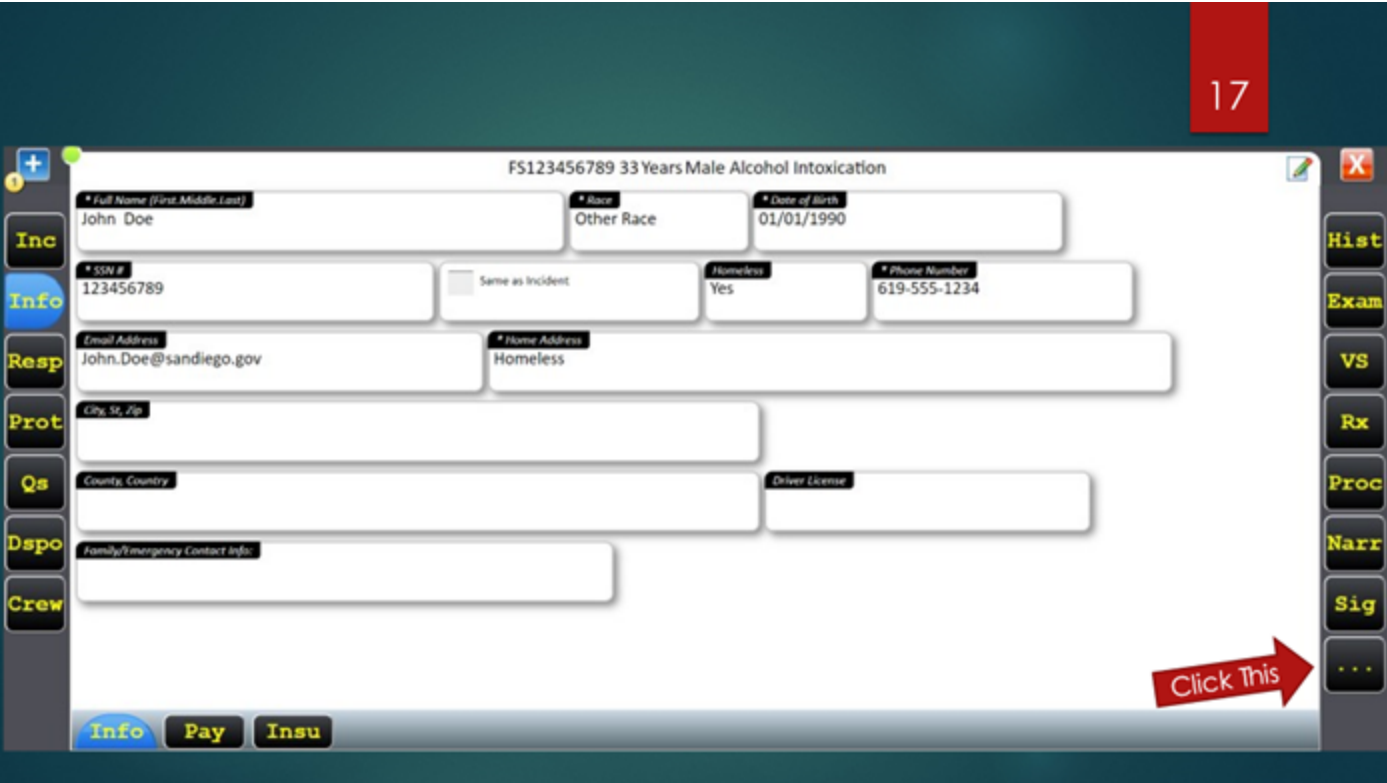 17
+
1
FS123456789 33 Years Male Alcohol Intoxication
X
* Full Name (First.Middle.Last)
John Doe
* Race
Other Race
* Date of Birth
01/01/1990
* SSN #
123456789
Same as Incident
Homeless
Yes
* Phone Number
619-555-1234
Email Address
John.Doe@sandiego.gov
* Home Address
Homeless
City, St, Zip
County, Country
Driver License
Family/Emergency Contact Info:
Inc
Info
Resp
Prot
Qs
Dspo
Crew
Hist
Exam
VS
Rx
Proc
Narr
Sig
...
Click This
Info Pay Insu